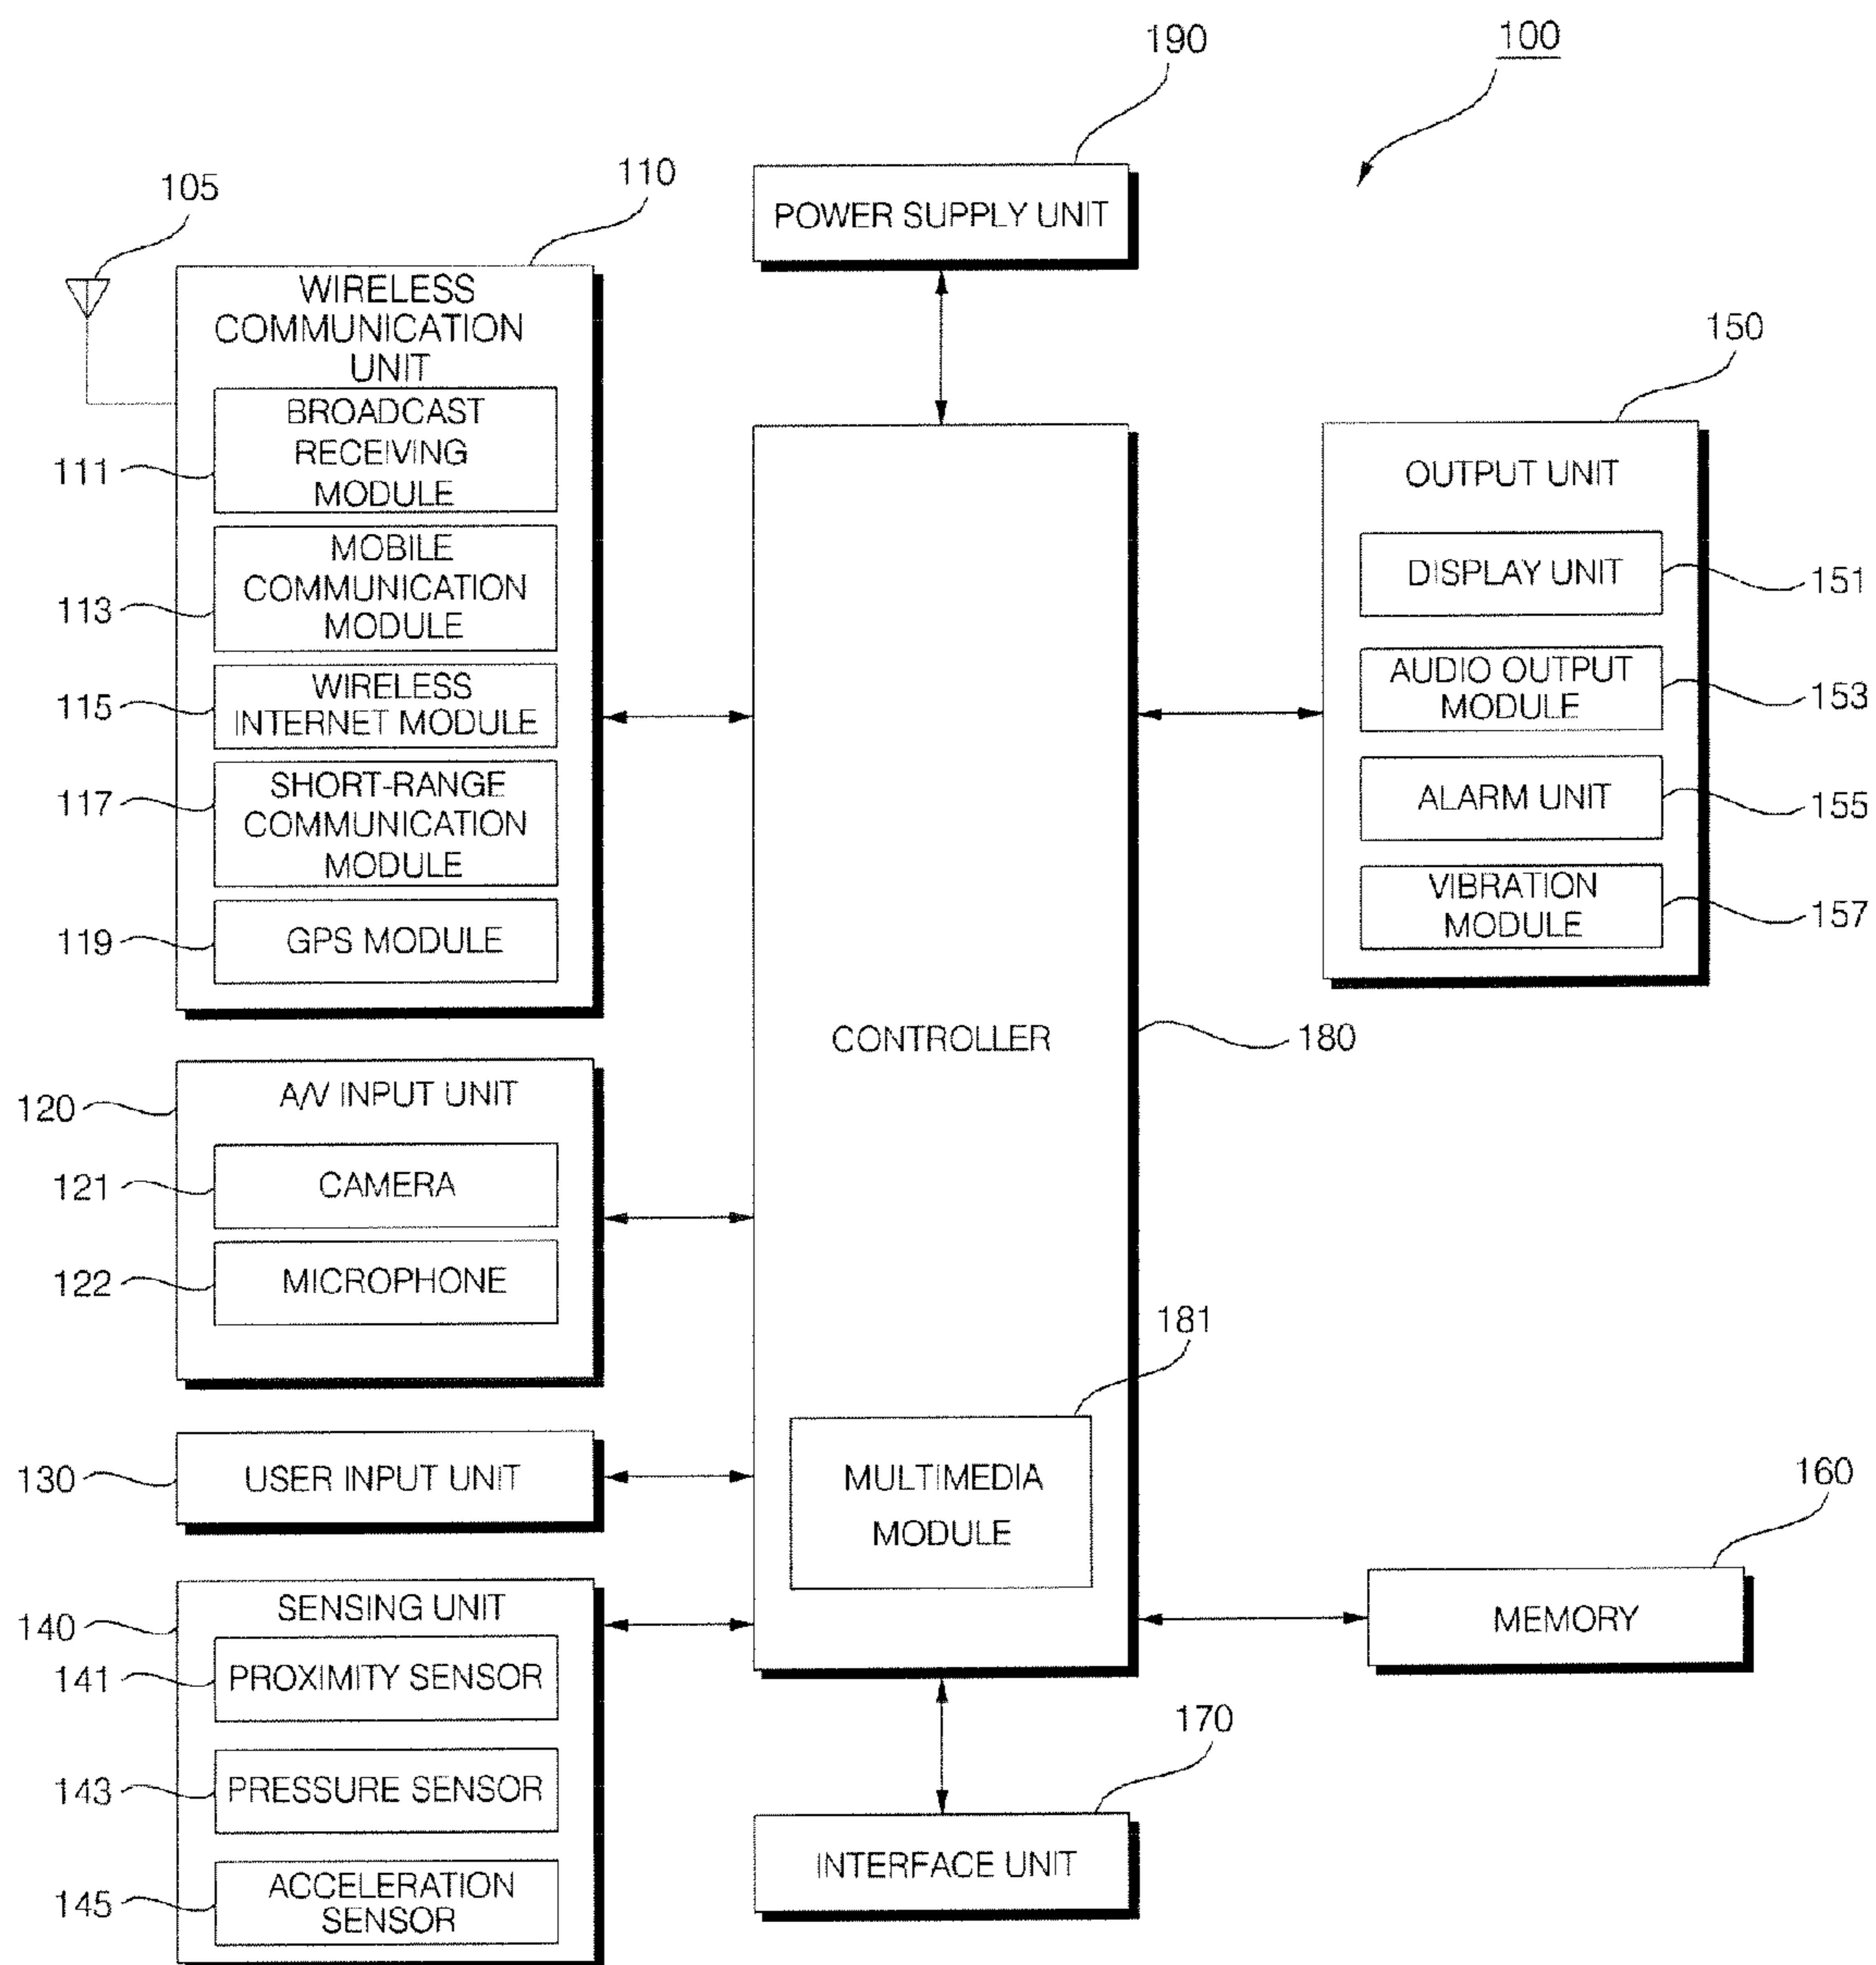 100
190
POWER SUPPLY UNIT
105
110
WIRELESS
COMMUNICATION
UNIT
111
BROADCAST
RECEIVING
MODULE
113
MOBILE
COMMUNICATION
MODULE
115
WIRELESS
INTERNET MODULE
117
SHORT-RANGE
COMMUNICATION
MODULE
119
GPS MODULE
120
A/V INPUT UNIT
121
CAMERA
122
MICROPHONE
130
USER INPUT UNIT
140
SENSING UNIT
141
PROXIMITY SENSOR
143
PRESSURE SENSOR
145
ACCELERATION
SENSOR
CONTROLLER
180
181
MULTIMEDIA
MODULE
150
OUTPUT UNIT
DISPLAY UNIT
151
AUDIO OUTPUT
MODULE
153
ALARM UNIT
155
VIBRATION
MODULE
157
160
MEMORY
170
INTERFACE UNIT